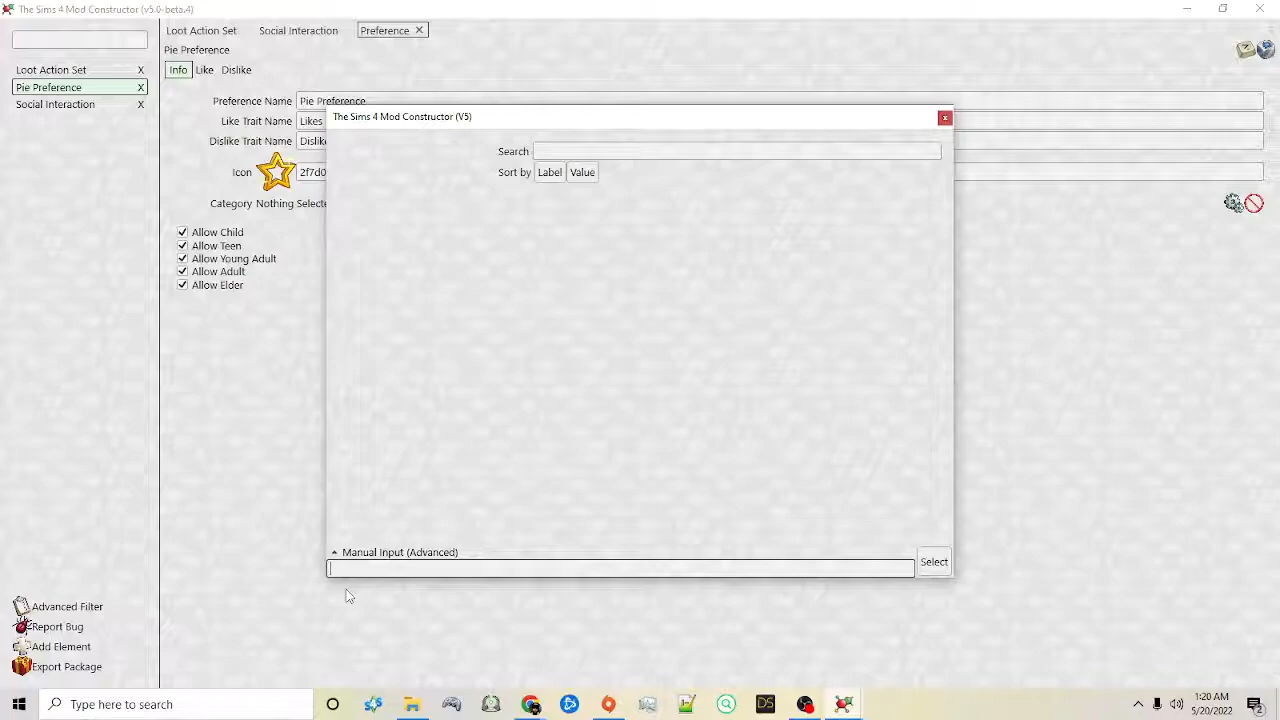 The Sims 4 Mod Constructor (v5.0-beta.4)
Loot Action Set Social Interaction Preference
Pie Preference
Info Like Dislike
Loot Action Set X
Pie Preference X
Social Interaction X
Preference Name Pie Preference
Like Trait Name Likes
Dislike Trait Name Dislike
Icon 2f7d0
Category Nothing Selecte
Allow Child
Allow Teen
Allow Young Adult
Allow Adult
Allow Elder
The Sims 4 Mod Constructor (V5)
Search
Sort by Label Value
Manual Input (Advanced)
Select
Advanced Filter
Report Bug
Add Element
Export Package
Type here to search
DS
1:20 AM
5/20/2022
2